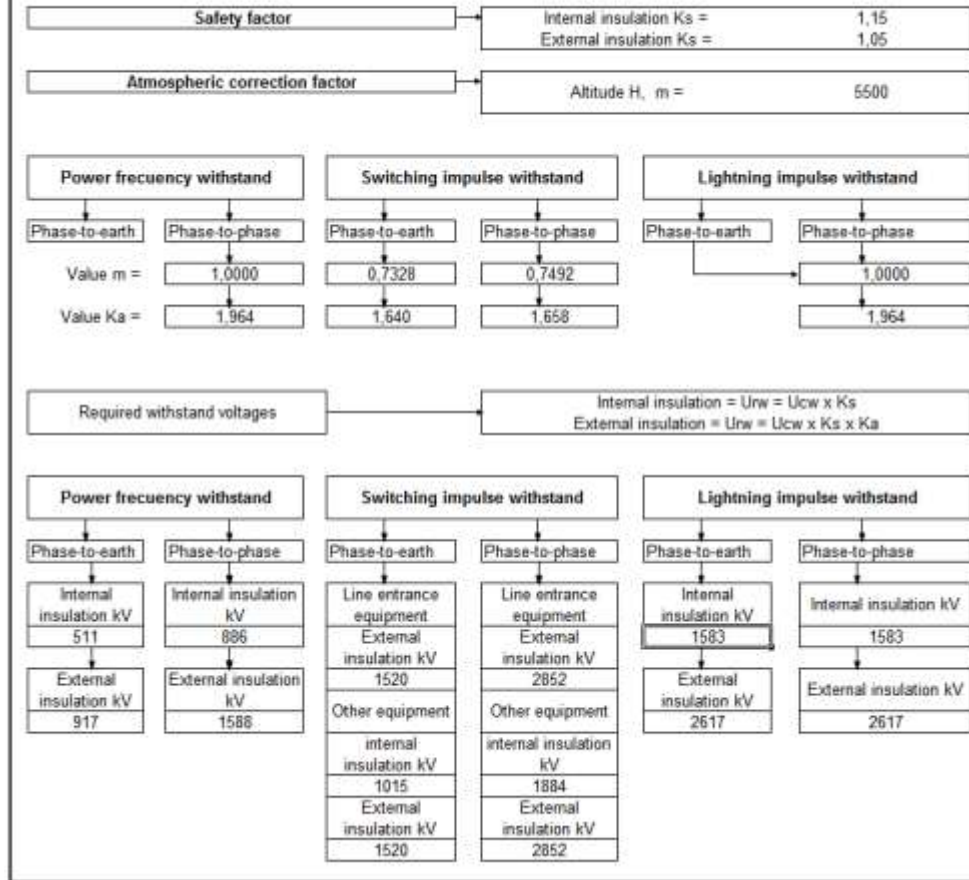 Safety factor
Internal insulation Ks = 1,15
External insulation Ks = 1,05
Atmospheric correction factor
Altitude H, m = 5500
Power frecuency withstand
Switching impulse withstand
Lightning impulse withstand
Phase-to-earth Phase-to-phase Phase-to-earth Phase-to-phase Phase-to-earth Phase-to-phase
Value m = 1,0000 0,7328 0,7492 1,0000
Value Ka = 1,964 1,640 1,658 1,964
Required withstand voltages
Internal insulation = Urw = Ucw x Ks
External insulation = Urw = Ucw x Ks x Ka
Power frecuency withstand
Switching impulse withstand
Lightning impulse withstand
Phase-to-earth
Internal
insulation kV
511
External
insulation kV
917
Phase-to-phase
Internal insulation
kV
886
External insulation
kV
1588
Phase-to-earth
Line entrance
equipment
External
insulation kV
1520
Other equipment
internal
insulation kV
1015
External
insulation kV
1520
Phase-to-phase
Line entrance
equipment
External
insulation kV
2852
Other equipment
internal insulation
kV
1884
External
insulation kV
2852
Phase-to-earth
Internal
insulation kV
1583
External
insulation kV
2617
Phase-to-phase
Internal insulation kV
1583
External insulation kV
2617